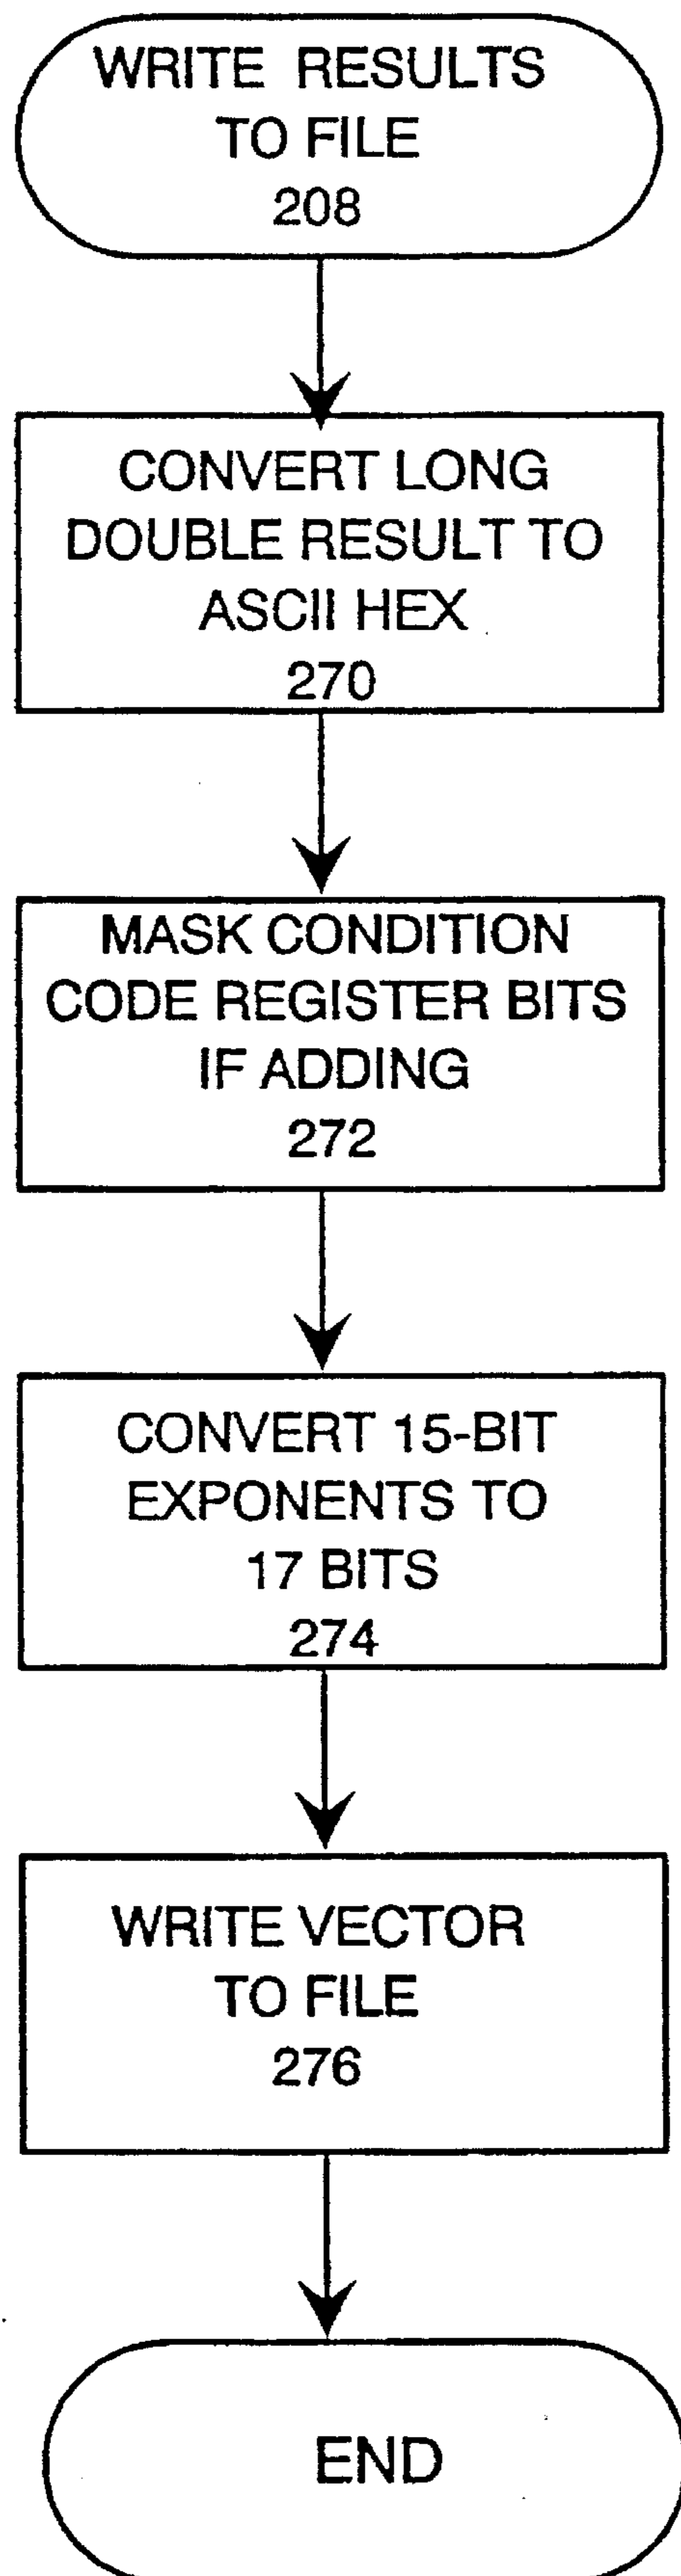 WRITE RESULTS
TO FILE
208
CONVERT LONG
DOUBLE RESULT TO
ASCII HEX
270
MASK CONDITION
CODE REGISTER BITS
IF ADDING
272
CONVERT 15-BIT
EXPONENTS TO
17 BITS
274
WRITE VECTOR
TO FILE
276
END